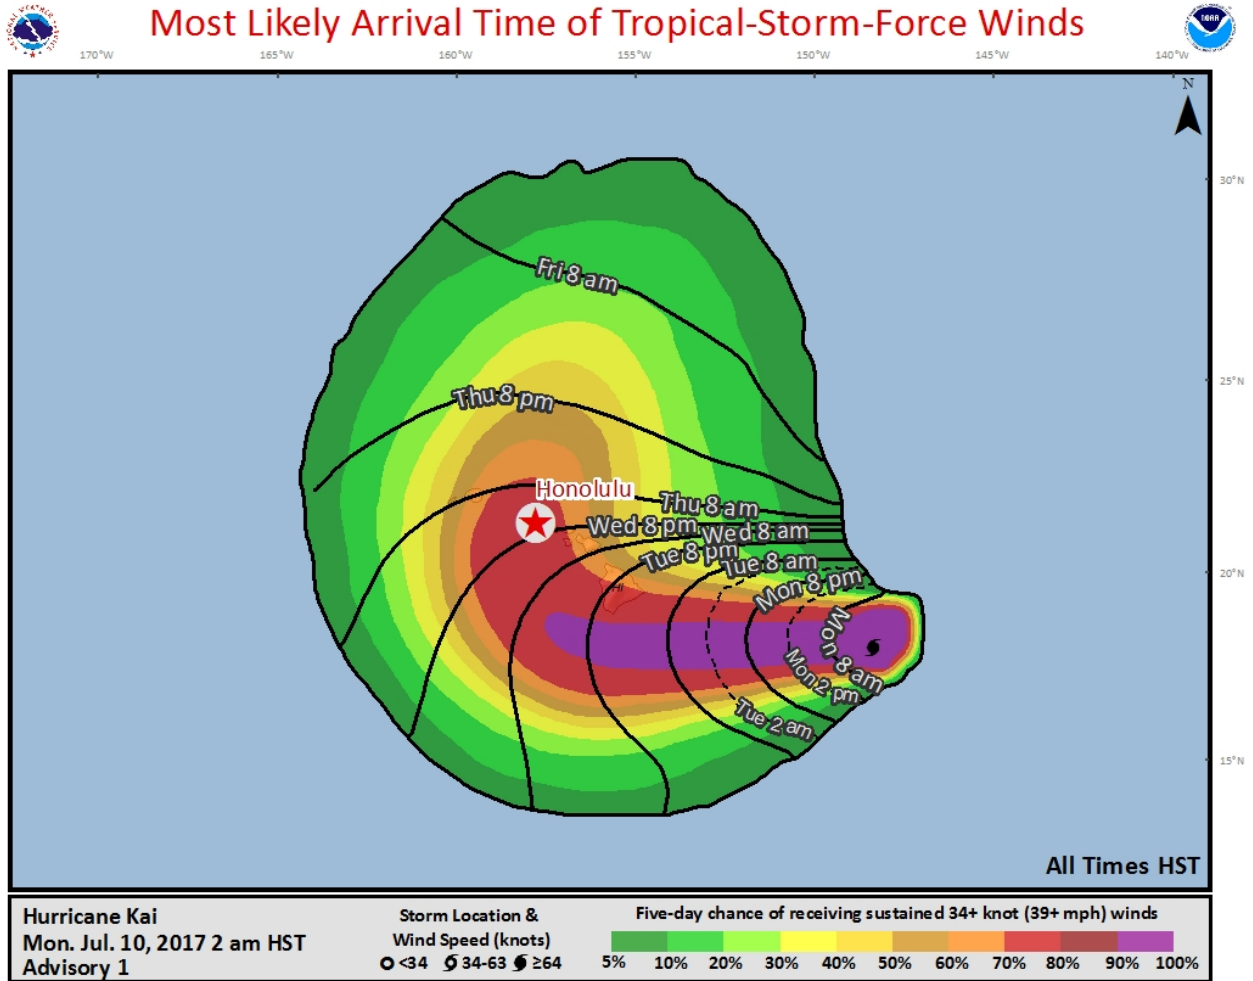 NATIONAL WEATHER SERVICE
Most Likely Arrival Time of Tropical-Storm-Force Winds
NOAA
170°W 165°W 160°W 155°W 150°W 145°W 140°W
N
30°N
Fri 8 am
25°N
Thu 8 pm
Honolulu
Thu 8 am
Wed 8 pm
Wed 8 am
Tue 8 pm
Tue 8 am
20°N
Mon 8 pm
HI
Mon 8 am
Mon 2 pm
Tue 2 am
15°N
All Times HST
Hurricane Kai
Mon. Jul. 10, 2017 2 am HST
Advisory 1
Storm Location &
Wind Speed (knots)
<34 34-63 ≥64
Five-day chance of receiving sustained 34+ knot (39+ mph) winds
5% 10% 20% 30% 40% 50% 60% 70% 80% 90% 100%